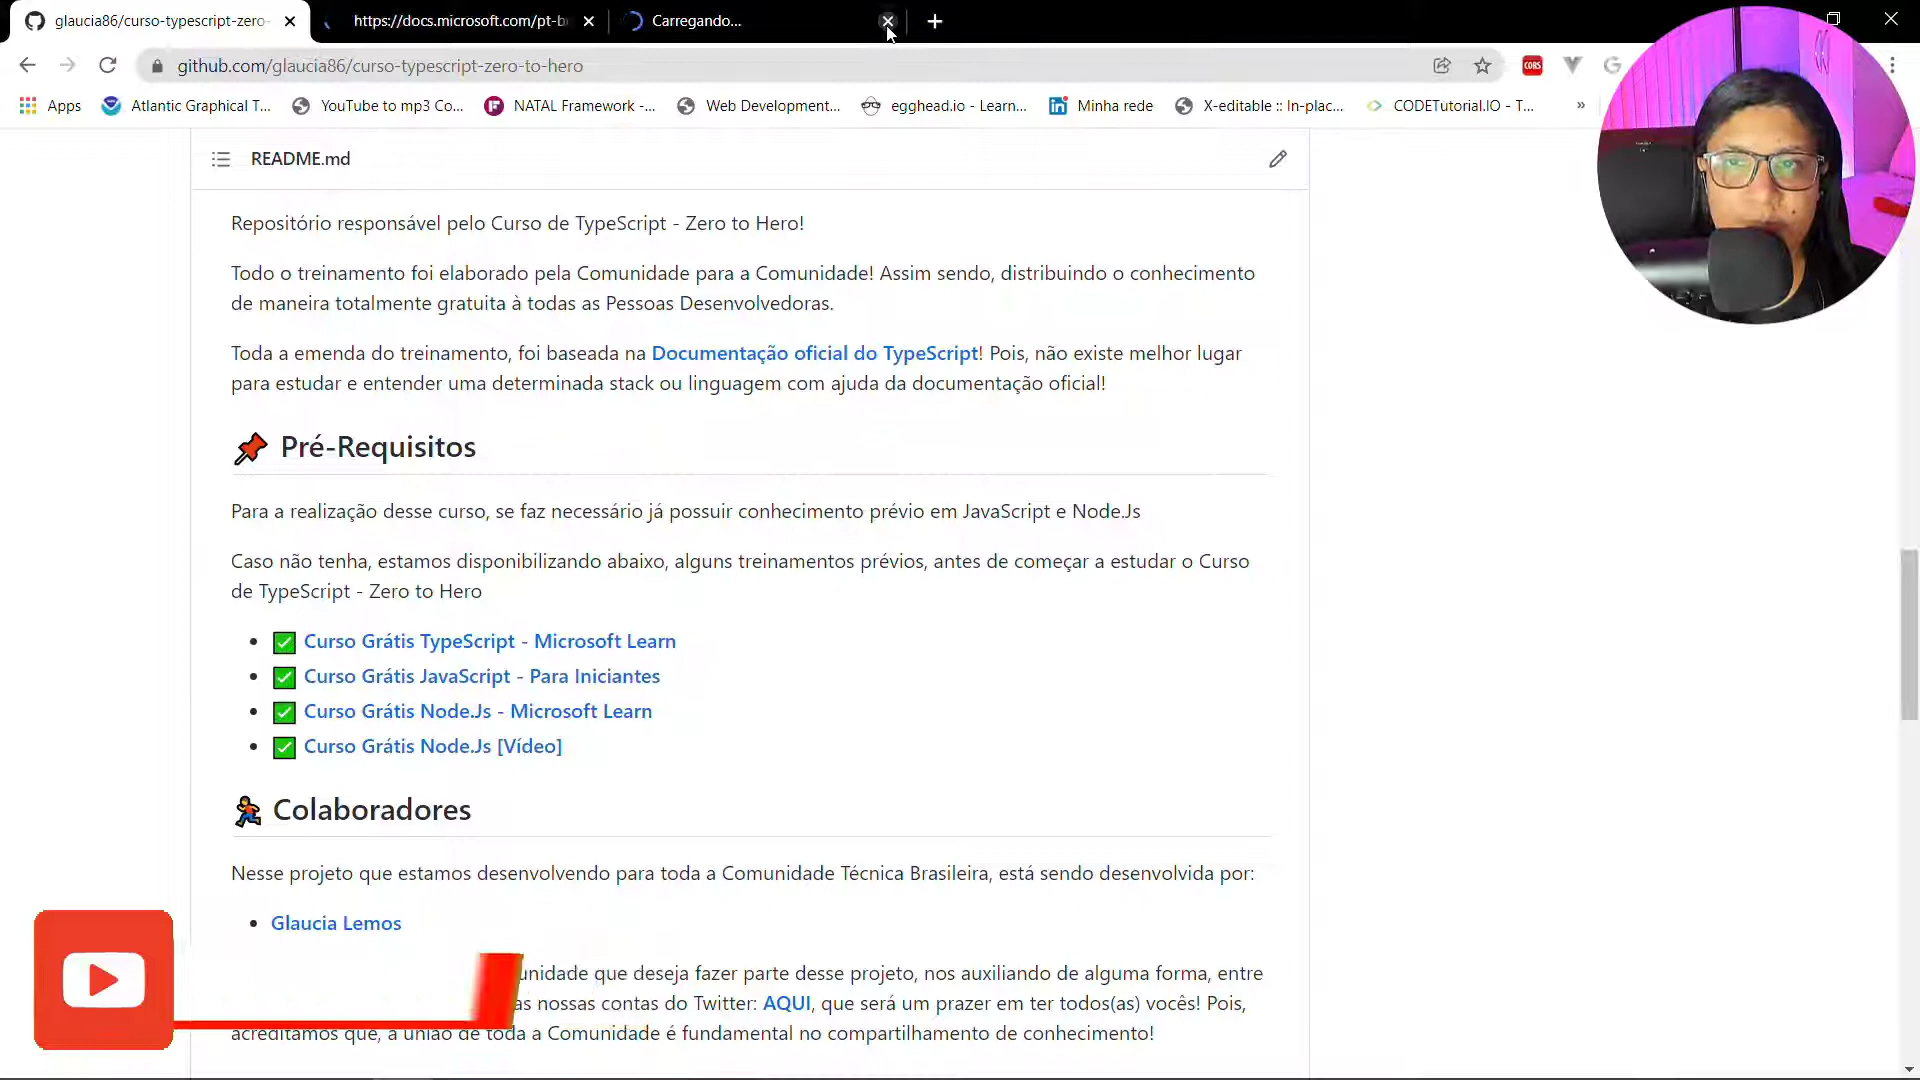 glaucia86/curso-typescript-zero-
https://docs.microsoft.com/pt-b
Carregando...
github.com/glaucia86/curso-typescript-zero-to-hero
CORS
Apps
Atlantic Graphical T...
YouTube to mp3 Co...
NATAL Framework -...
Web Development...
egghead.io - Learn...
Minha rede
X-editable :: In-plac...
CODETutorial.IO - T...
»
README.md
Repositório responsável pelo Curso de TypeScript - Zero to Hero!
Todo o treinamento foi elaborado pela Comunidade para a Comunidade! Assim sendo, distribuindo o conhecimento
de maneira totalmente gratuita à todas as Pessoas Desenvolvedoras.
Toda a emenda do treinamento, foi baseada na Documentação oficial do TypeScript! Pois, não existe melhor lugar
para estudar e entender uma determinada stack ou linguagem com ajuda da documentação oficial!
Pré-Requisitos
Para a realização desse curso, se faz necessário já possuir conhecimento prévio em JavaScript e Node.Js
Caso não tenha, estamos disponibilizando abaixo, alguns treinamentos prévios, antes de começar a estudar o Curso
de TypeScript - Zero to Hero
• ✅ Curso Grátis TypeScript - Microsoft Learn
• ✅ Curso Grátis JavaScript - Para Iniciantes
• ✅ Curso Grátis Node.Js - Microsoft Learn
• ✅ Curso Grátis Node.Js [Vídeo]
Colaboradores
Nesse projeto que estamos desenvolvendo para toda a Comunidade Técnica Brasileira, está sendo desenvolvida por:
• Glaucia Lemos
unidade que deseja fazer parte desse projeto, nos auxiliando de alguma forma, entre
as nossas contas do Twitter: AQUI, que será um prazer em ter todos(as) vocês! Pois,
acreditamos que, a união de toda a Comunidade é fundamental no compartilhamento de conhecimento!